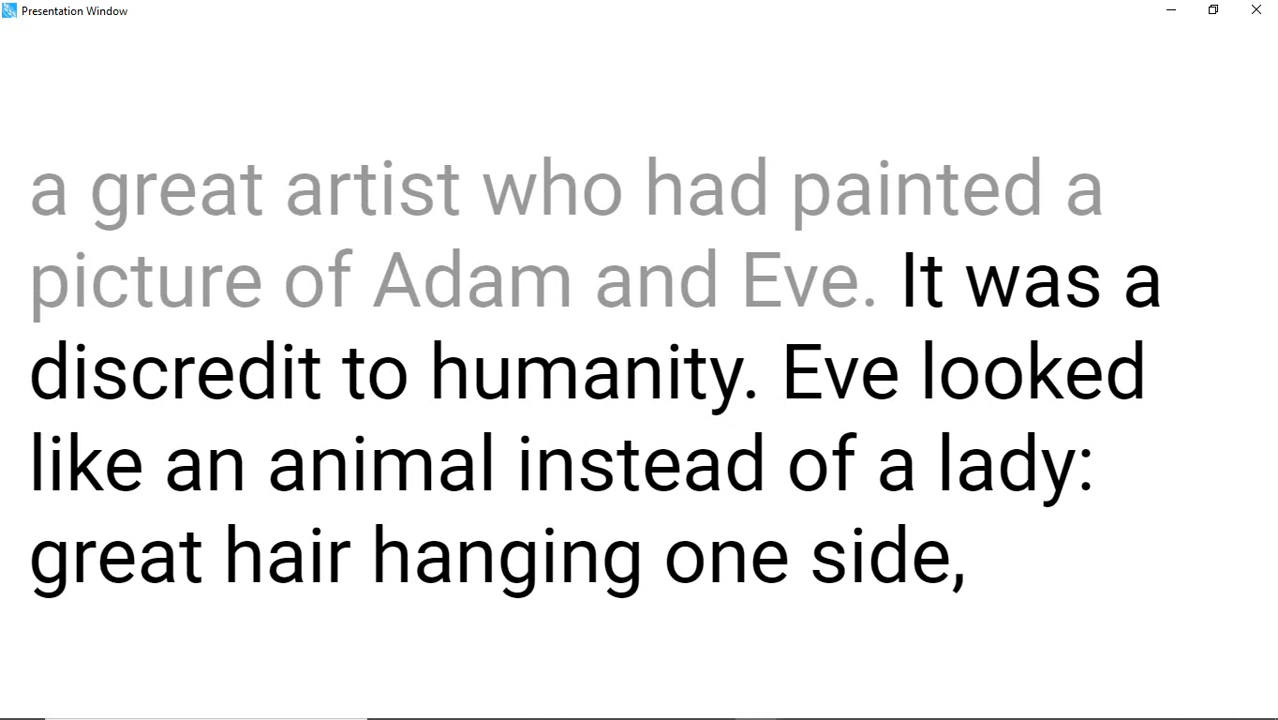 Presentation Window
a great artist who had painted a
picture of Adam and Eve. It was a
discredit to humanity. Eve looked
like an animal instead of a lady:
great hair hanging one side,